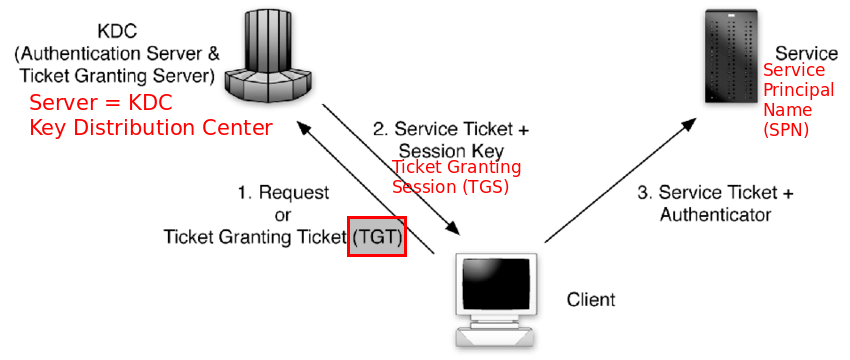 KDC
(Authentication Server &
Ticket Granting Server)
Server = KDC
Key Distribution Center
Service
Service
Principal
Name
(SPN)
2. Service Ticket +
Session Key
Ticket Granting
Session (TGS)
1. Request
or
Ticket Granting Ticket (TGT)
3. Service Ticket +
Authenticator
Client